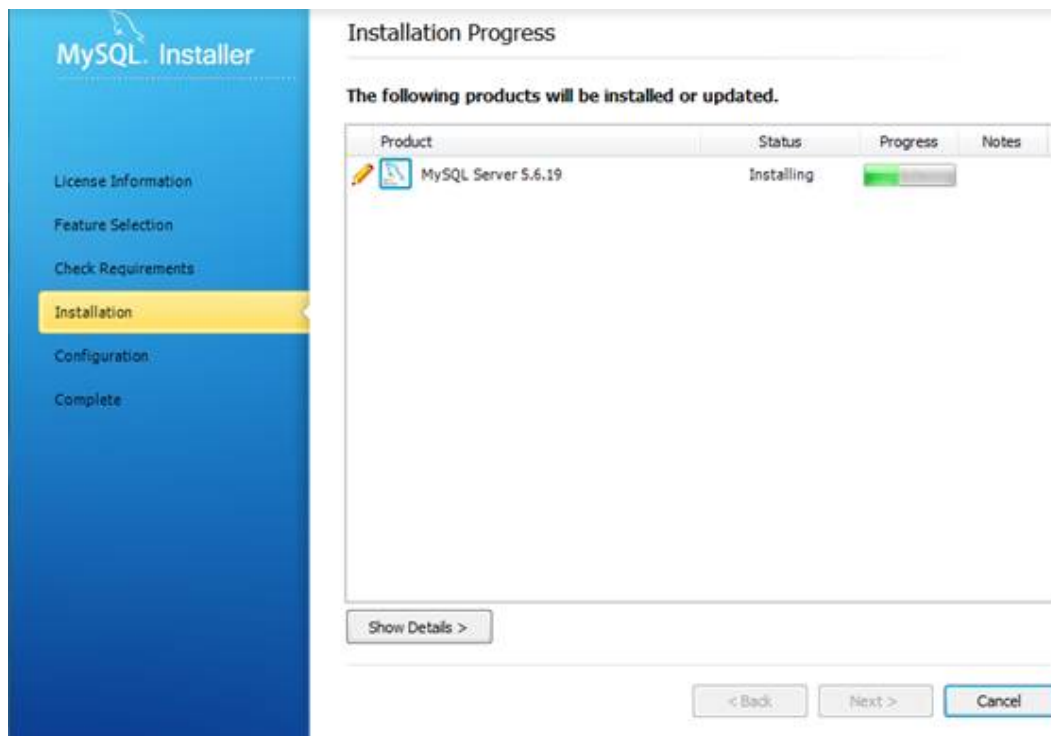 MySQL. Installer
License Information
Feature Selection
Check Requirements
Installation
Configuration
Complete
Installation Progress
The following products will be installed or updated.
Product Status Progress Notes
MySQL Server 5.6.19 Installing
Show Details >
< Back Next > Cancel